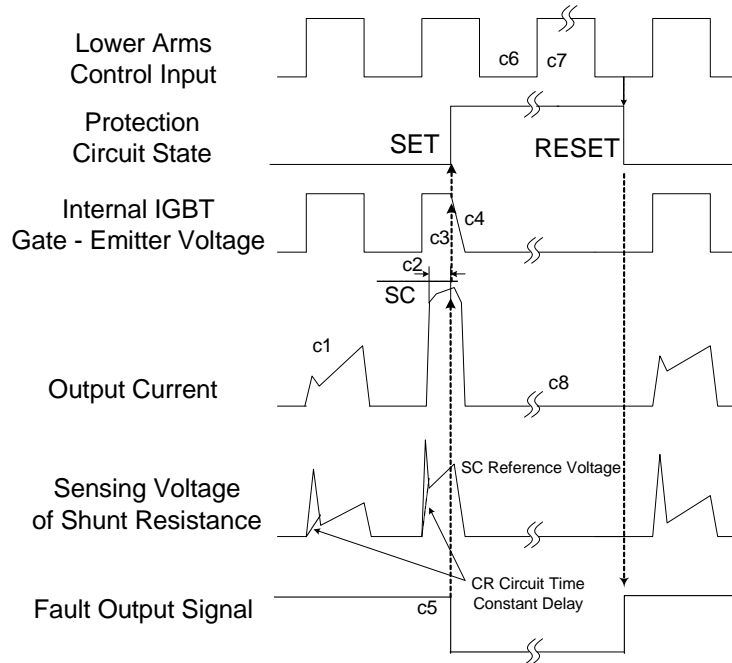 Lower Arms
Control Input
c6
c7
Protection
Circuit State
SET
RESET
Internal IGBT
Gate - Emitter Voltage
c4
c3
c2
SC
c1
Output Current
c8
SC Reference Voltage
Sensing Voltage
of Shunt Resistance
CR Circuit Time
Constant Delay
Fault Output Signal
c5